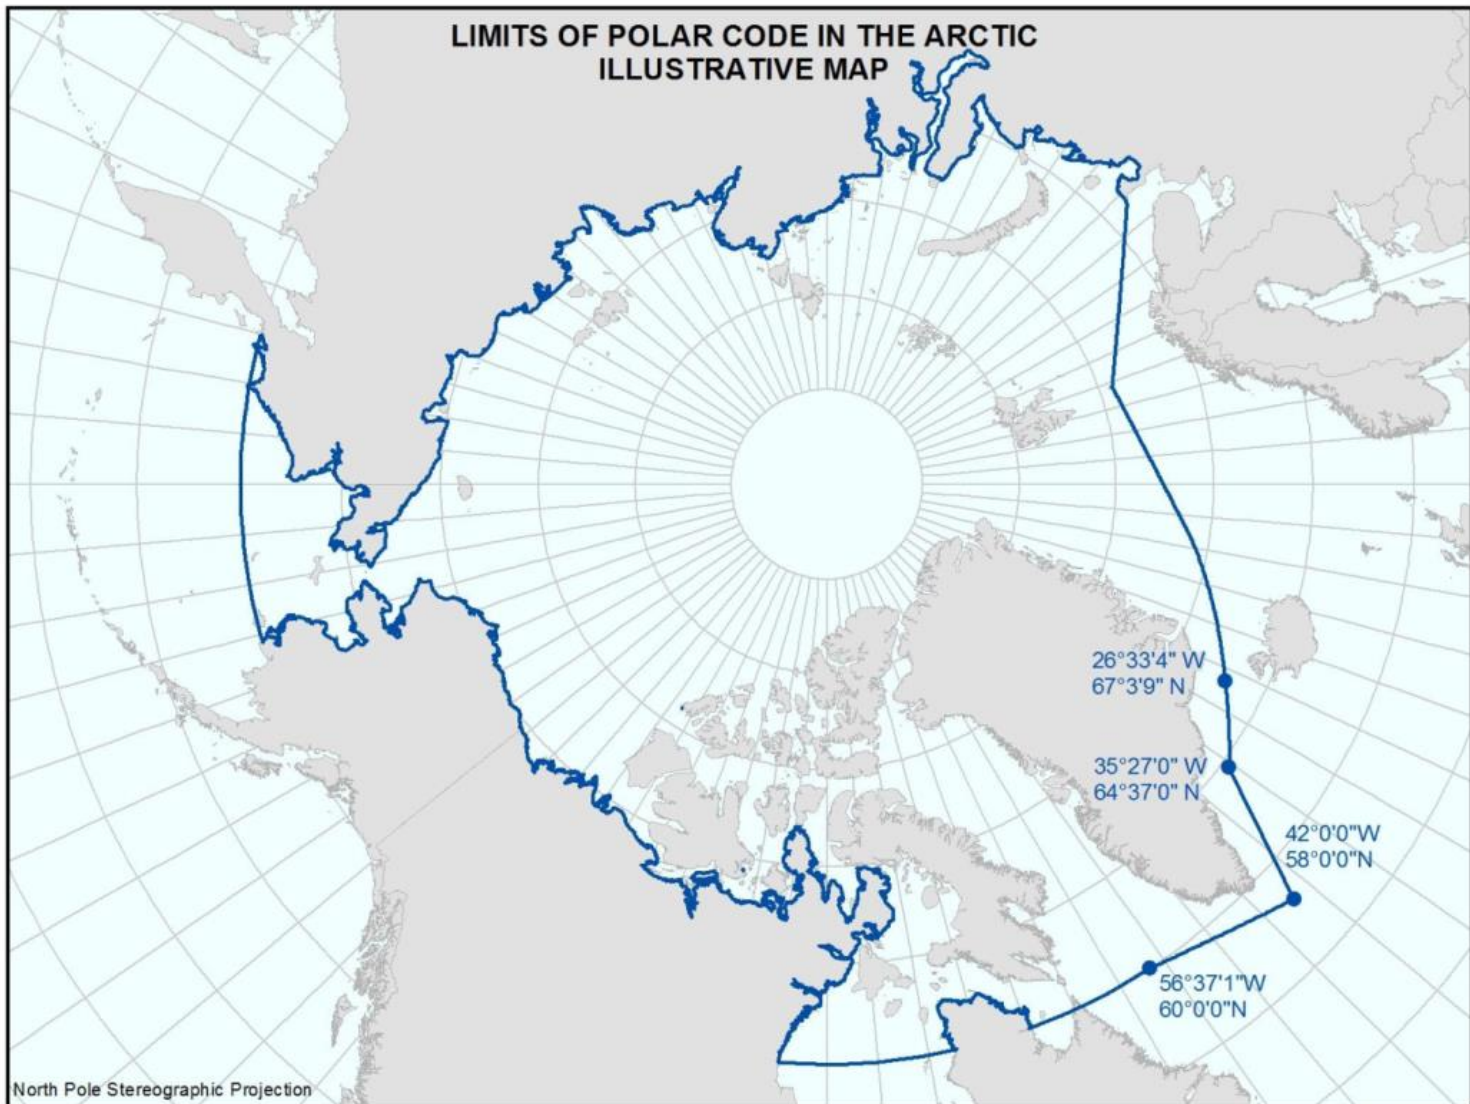 LIMITS OF POLAR CODE IN THE ARCTIC
ILLUSTRATIVE MAP
26°33'4" W
67°3'9" N
35°27'0" W
64°37'0" N
42°0'0"W
58°0'0"N
56°37'1"W
60°0'0"N
North Pole Stereographic Projection